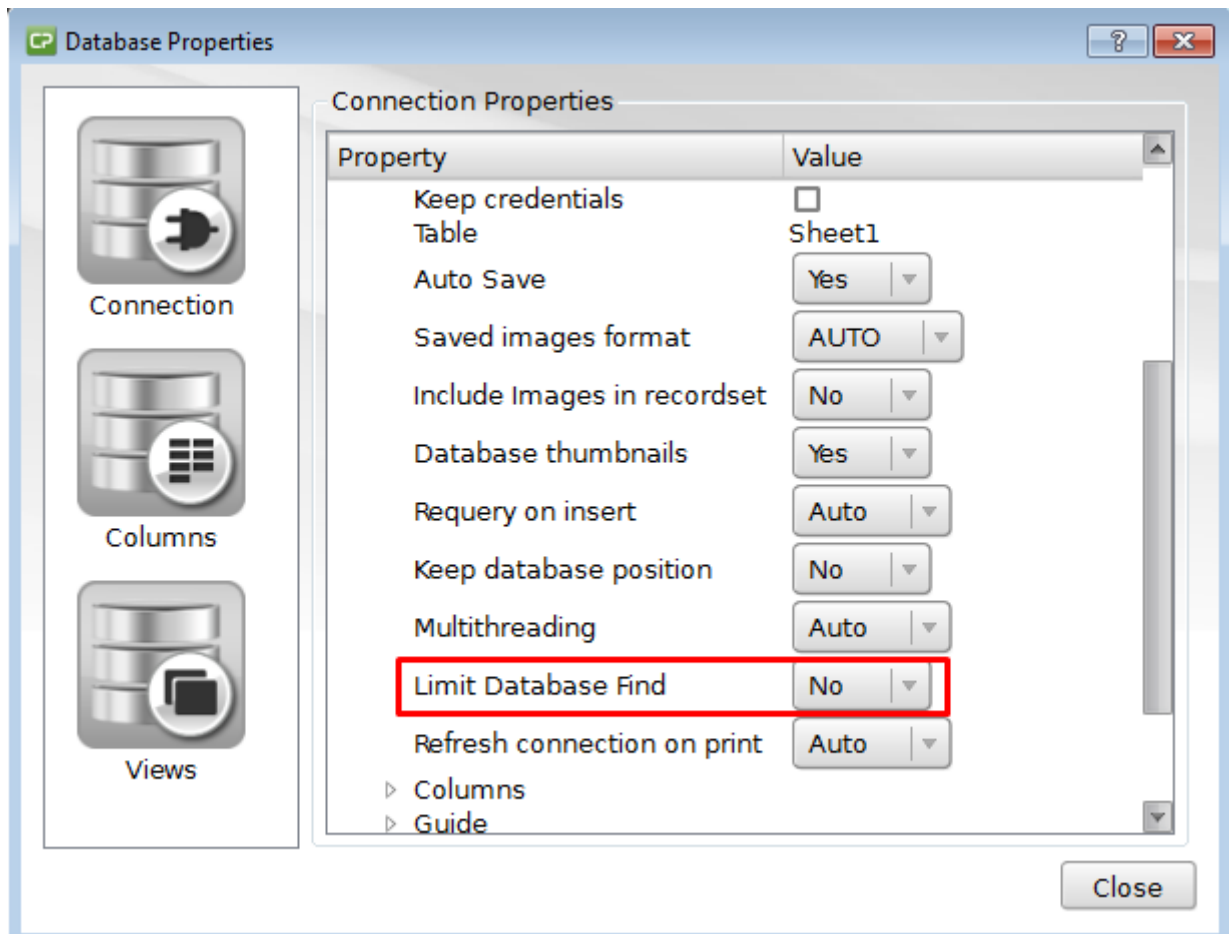 CP Database Properties
Connection
Columns
Views
Connection Properties
Property Value
Keep credentials
Table Sheet1
Auto Save Yes
Saved images format AUTO
Include Images in recordset No
Database thumbnails Yes
Requery on insert Auto
Keep database position No
Multithreading Auto
Limit Database Find No
Refresh connection on print Auto
Columns
Guide
Close